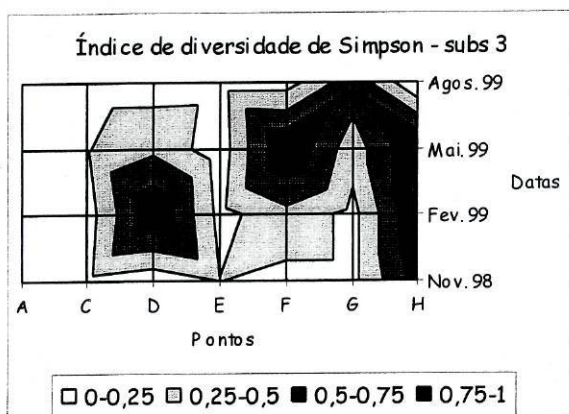 Índice de diversidade de Simpson - subs 3
Agos.99
Mai.99
Datas
Fev.99
Nov.98
A C D E F G H
Pontos
0-0,25 0,25-0,5 0,5-0,75 0,75-1